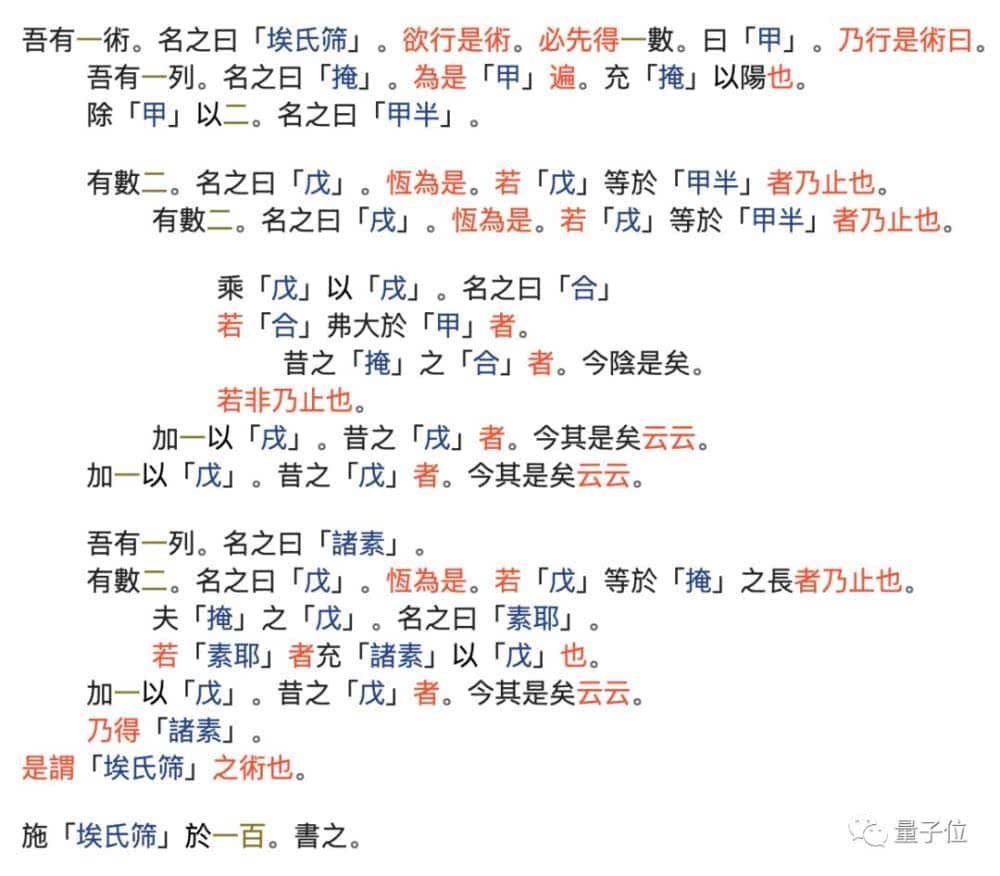 吾有一術。名之曰「埃氏筛」。欲行是術。必先得一數。曰「甲」。乃行是術曰。
吾有一列。名之曰「掩」。為是「甲」遍。充「掩」以陽也。
除「甲」以二。名之曰「甲半」。
有數二。名之曰「戊」。恆為是。若「戊」等於「甲半」者乃止也。
有數二。名之曰「戌」。恆為是。若「戌」等於「甲半」者乃止也。
乘「戊」以「戌」。名之曰「合」
若「合」弗大於「甲」者。
昔之「掩」之「合」者。今陰是矣。
若非乃止也。
加一以「戌」。昔之「戌」者。今其是矣云云。
加一以「戊」。昔之「戊」者。今其是矣云云。
吾有一列。名之曰「諸素」。
有數二。名之曰「戊」。恆為是。若「戊」等於「掩」之長者乃止也。
夫「掩」之「戊」。名之曰「素耶」。
若「素耶」者充「諸素」以「戊」也。
加一以「戊」。昔之「戊」者。今其是矣云云。
乃得「諸素」。
是謂「埃氏筛」之術也。
施「埃氏筛」於一百。書之。
量子位